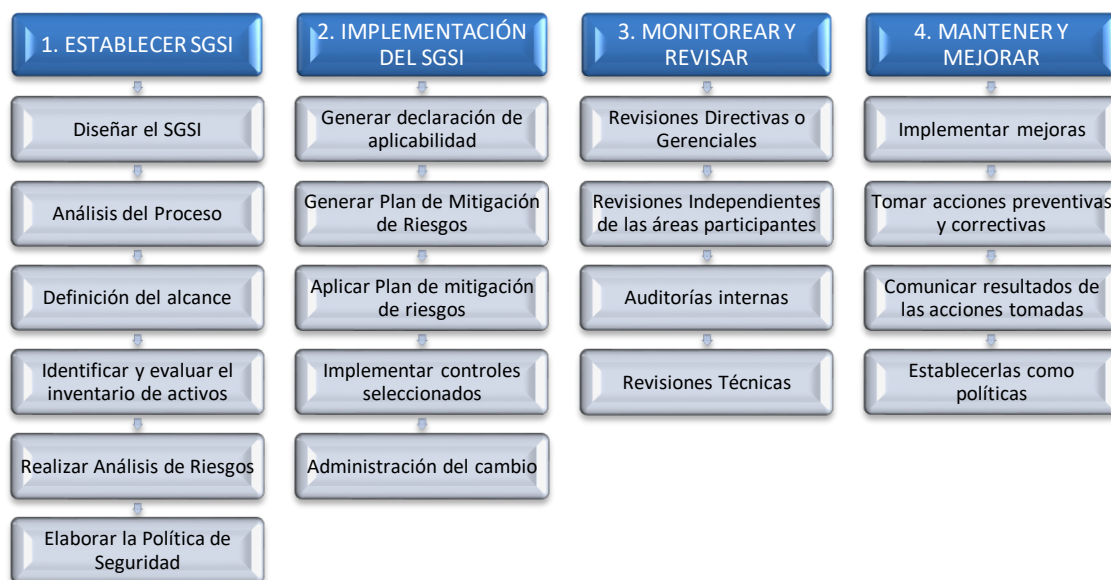 1. ESTABLECER SGSI
Diseñar el SGSI
Análisis del Proceso
Definición del alcance
Identificar y evaluar el
inventario de activos
Realizar Análisis de Riesgos
Elaborar la Política de
Seguridad
2. IMPLEMENTACIÓN
DEL SGSI
Generar declaración de
aplicabilidad
Generar Plan de Mitigación
de Riesgos
Aplicar Plan de mitigación
de riesgos
Implementar controles
seleccionados
Administración del cambio
3. MONITOREAR Y
REVISAR
Revisiones Directivas o
Gerenciales
Revisiones Independientes
de las áreas participantes
Auditorías internas
Revisiones Técnicas
4. MANTENER Y
MEJORAR
Implementar mejoras
Tomar acciones preventivas
y correctivas
Comunicar resultados de
las acciones tomadas
Establecerlas como
políticas